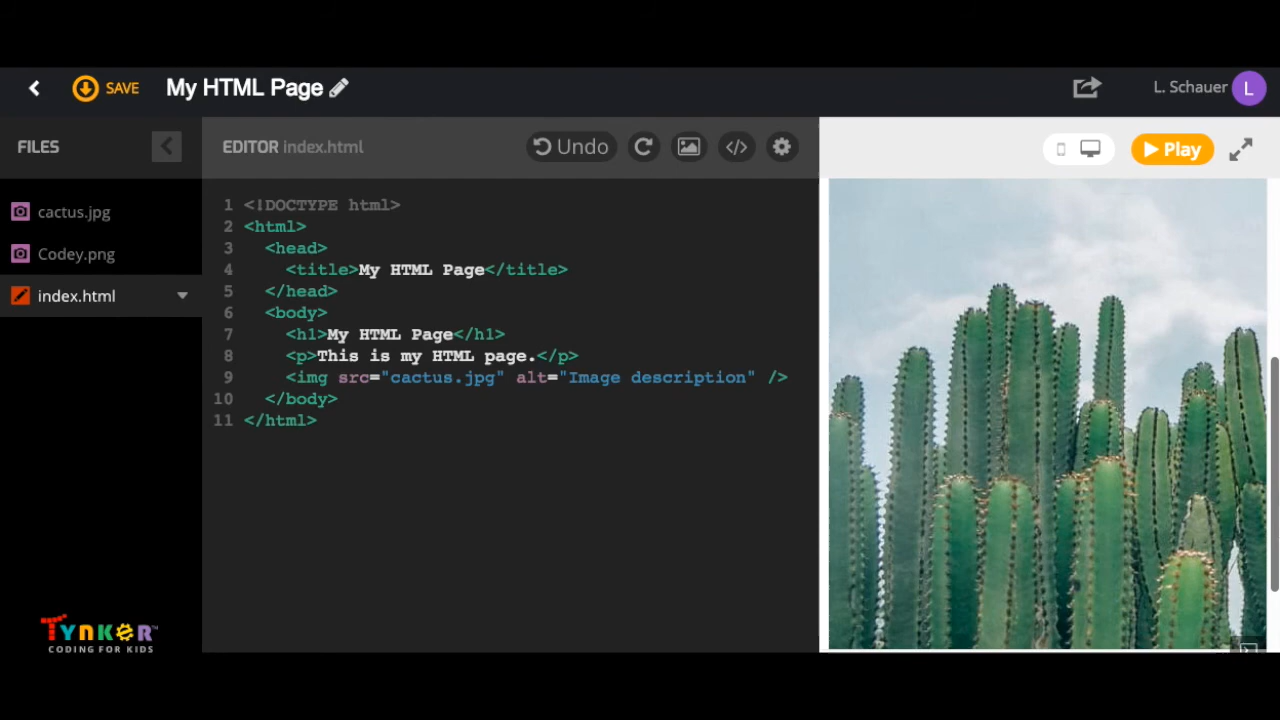 SAVE My HTML Page L. Schauer L
FILES
cactus.jpg
Codey.png
index.html
EDITOR index.html Undo
1 <!DOCTYPE html>
2 <html>
3 <head>
4 <title>My HTML Page</title>
5 </head>
6 <body>
7 <h1>My HTML Page</h1>
8 <p>This is my HTML page.</p>
9 <img src="cactus.jpg" alt="Image description" />
10 </body>
11 </html>
Play
TYNKER™
CODING FOR KIDS